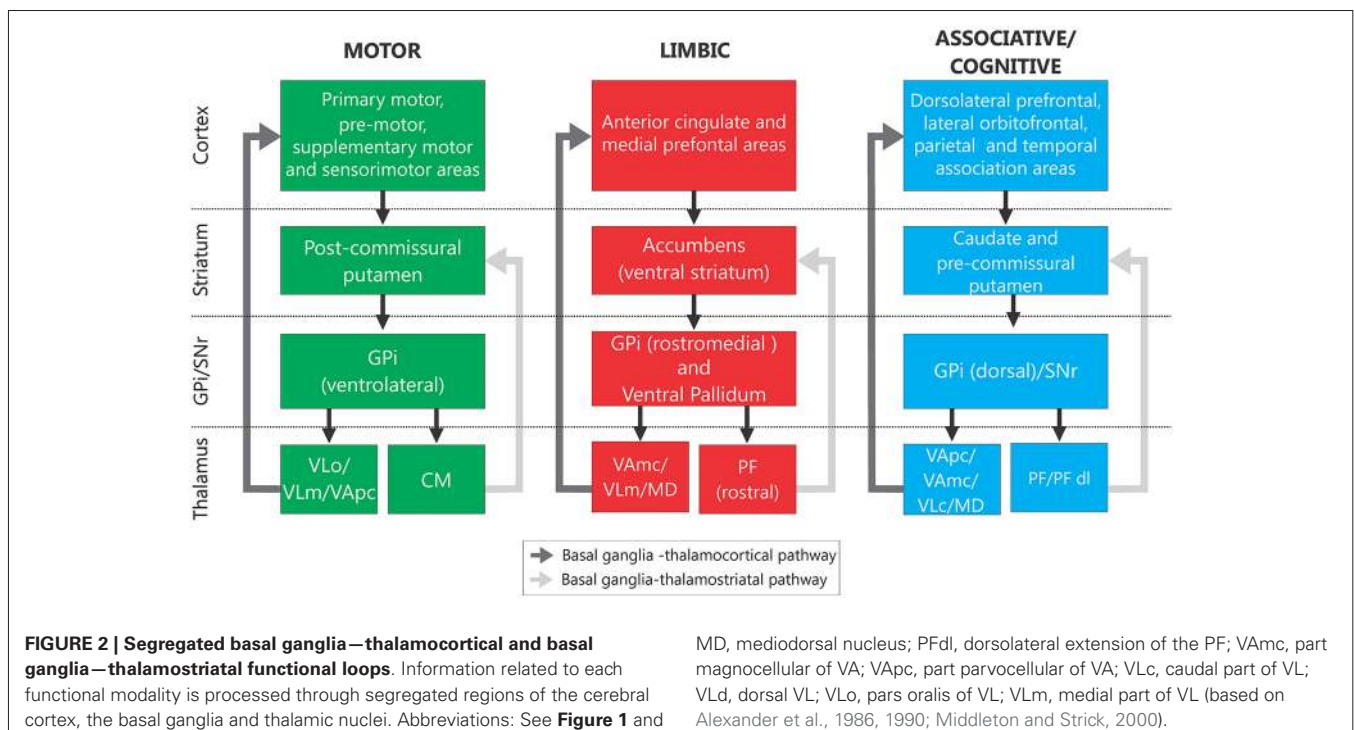 MOTOR
LIMBIC
ASSOCIATIVE/
COGNITIVE
Cortex
Primary motor,
pre-motor,
supplementary motor
and sensorimotor areas
Anterior cingulate and
medial prefontal areas
Dorsolateral prefrontal,
lateral orbitofrontal,
parietal and temporal
association areas
Striatum
Post-commissural
putamen
Accumbens
(ventral striatum)
Caudate and
pre-commissural
putamen
GPi/SNr
GPi
(ventrolateral)
GPi (rostromedial )
and
Ventral Pallidum
GPi (dorsal)/SNr
Thalamus
VLo/
VLm/VApc
CM
VAmc/
VLm/MD
PF
(rostral)
VApc/
VAmc/
VLc/MD
PF/PF dl
Basal ganglia -thalamocortical pathway
Basal ganglia-thalamostriatal pathway
FIGURE 2 | Segregated basal ganglia—thalamocortical and basal
ganglia—thalamostriatal functional loops. Information related to each
functional modality is processed through segregated regions of the cerebral
cortex, the basal ganglia and thalamic nuclei. Abbreviations: See Figure 1 and
MD, mediodorsal nucleus; PFdl, dorsolateral extension of the PF; VAmc, part
magnocellular of VA; VApc, part parvocellular of VA; VLc, caudal part of VL;
VLd, dorsal VL; VLo, pars oralis of VL; VLm, medial part of VL (based on
Alexander et al., 1986, 1990; Middleton and Strick, 2000).